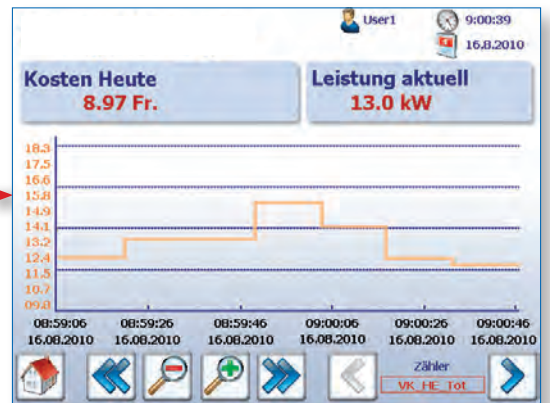 User1
9:00:39
16.8.2010
Kosten Heute
8.97 Fr.
Leistung aktuell
13.0 kW
18.3
17.5
16.6
15.8
14.9
14.1
13.2
12.4
11.5
10.7
09.8
08:59:06 08:59:26 08:59:46 09:00:06 09:00:26 09:00:46
16.08.2010 16.08.2010 16.08.2010 16.08.2010 16.08.2010 16.08.2010
Zähler
VK_HE_Tot